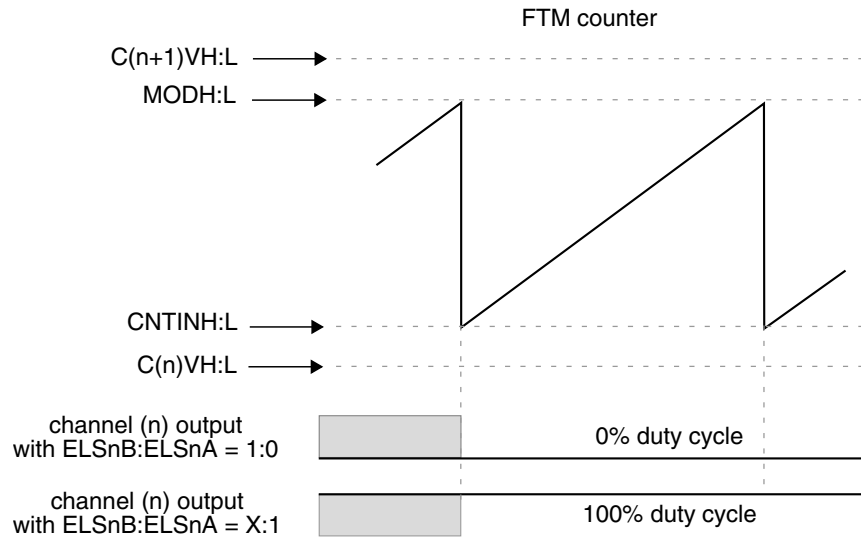 FTM counter
C(n+1)VH:L
MODH:L
CNTINH:L
C(n)VH:L
channel (n) output
with ELSnB:ELSnA = 1:0
0% duty cycle
channel (n) output
with ELSnB:ELSnA = X:1
100% duty cycle